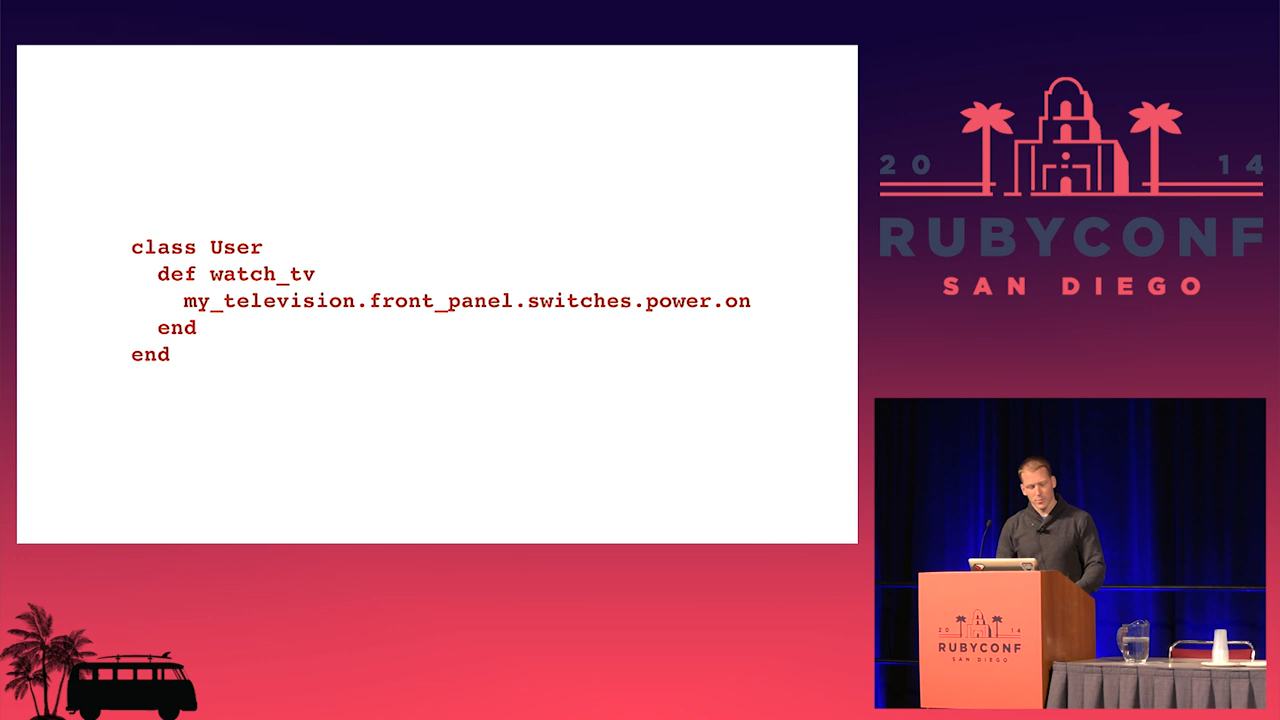 class User
  def watch_tv
    my_television.front_panel.switches.power.on
  end
end
20 14
RUBYCONF
SAN DIEGO
20 14
RUBYCONF
SAN DIEGO